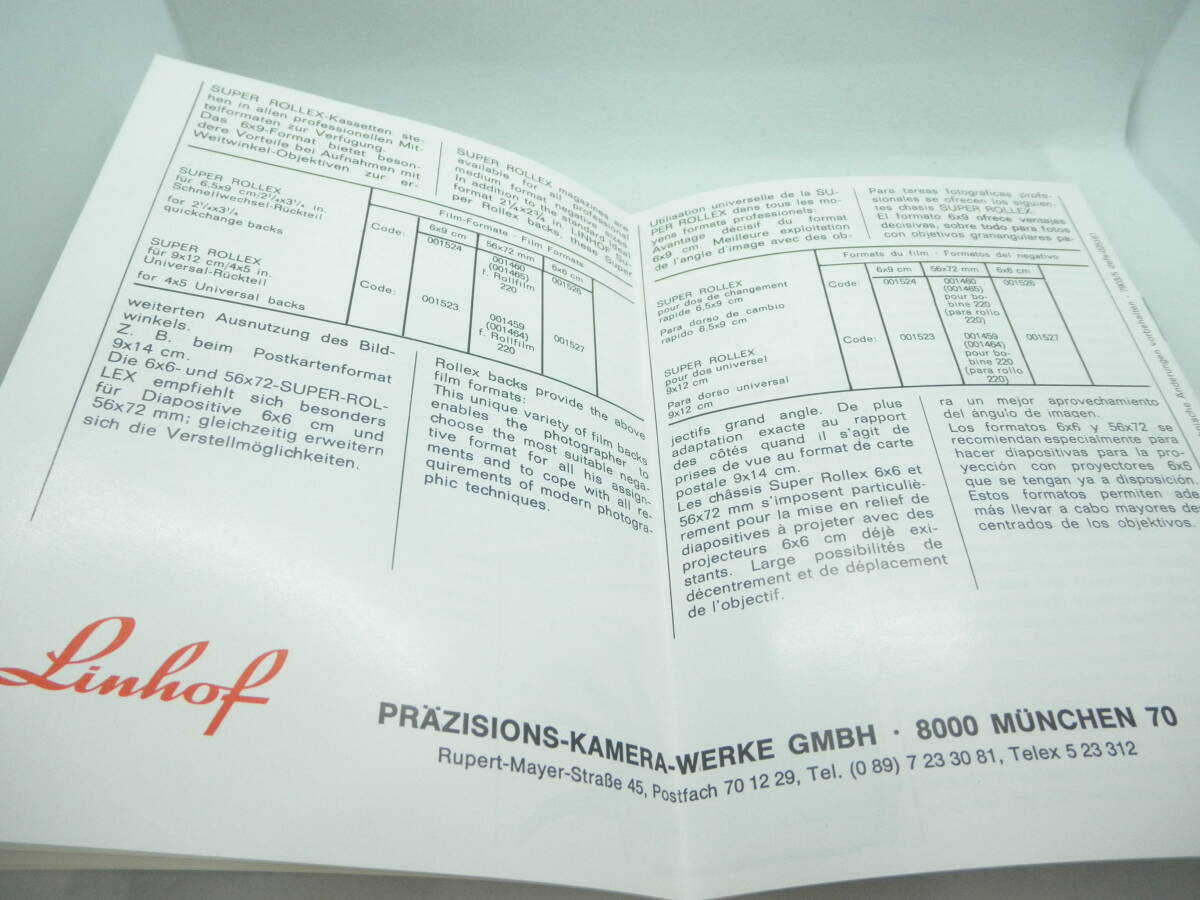 SUPER ROLLEX-Kassetten ste-
hen in allen professionellen Mit-
telformaten zur Verfügung.
Das 6x9-Format bietet beson-
dere Vorteile bei Aufnahmen mit
Weitwinkel-Objektiven zur er-
SUPER ROLLEX magazines are
available for all professional
medium format negative sizes
In addition to the universal
format 2¼x2¾ in. LINHOF Su-
per Rollex backs, these Super
SUPER ROLLEX
für 6.5x9 cm/2¼x3¼ in.
Schnellwechsel-Rückteil
for 2¼x3¼
quickchange backs
Code:
Film-Formate · Film Formats
6x9 cm
56x72 mm
6x6 cm
001524
001460
(001465)
f. Rollfilm
220
001526
SUPER ROLLEX
für 9x12 cm/4x5 in.
Universal-Rückteil
for 4x5 Universal backs
Code:
001523
001459
(001464)
f. Rollfilm
220
001527
weiterten Ausnutzung des Bild-
winkels.
Z. B. beim Postkartenformat
9x14 cm.
Die 6x6- und 56x72-SUPER-ROL-
LEX empfiehlt sich besonders
für Diapositive 6x6 cm und
56x72 mm; gleichzeitig erweitern
sich die Verstellmöglichkeiten.
Rollex backs provide the above
film formats:
This unique variety of film backs
enables the photographer to
choose the most suitable nega-
tive format for all his assign-
ments and to cope with all re-
quirements of modern photogra-
phic techniques.
Utilisation universelle de la SU-
PER ROLLEX dans tous les mo-
yens formats professionels:
Avantage décisif du format
6x9 cm. Meilleure exploitation
de l'angle d'image avec des ob-
Para tareas fotográficas profe-
sionales se ofrecen los siguien-
tes chasis SUPER ROLLEX.
El formato 6x9 ofrece ventajas
decisivas, sobre todo para fotos
con objetivos granangulares pa-
Formats du film · Formatos del negativo
6x9 cm
56x72 mm
6x6 cm
SUPER ROLLEX
pour dos de changement
rapide 6.5x9 cm
Para dorso de cambio
rapido 6.5x9 cm
Code:
001524
001460
(001465)
pour bo-
bine 220
(para rollo
220)
001526
SUPER ROLLEX
pour dos universel
9x12 cm
Para dorso universal
9x12 cm
Code:
001523
001459
(001464)
pour bo-
bine 220
(para rollo
220)
001527
jectifs grand angle. De plus
adaptation exacte au rapport
des côtés quand il s'agit de
prises de vue au format de carte
postale 9x14 cm.
Les châssis Super Rollex 6x6 et
56x72 mm s'imposent particuliè-
rement pour la mise en relief de
diapositives à projeter avec des
projecteurs 6x6 cm déjè exi-
stants. Large possibilités de
décentrement et de déplacement
de l'objectif.
ra un mejor aprovechamiento
del ángulo de imagen.
Los formatos 6x6 y 56x72 se
recomiendan especialmente para
hacer diapositivas para la pro-
yección con proyectores 6x6
que se tengan ya a disposición.
Estos formatos permiten ade
más llevar a cabo mayores des
centrados de los objetivos.
Änderungen vorbehalten
Linhof
PRÄZISIONS-KAMERA-WERKE GMBH · 8000 MÜNCHEN 70
Rupert-Mayer-Straße 45, Postfach 70 12 29, Tel. (0 89) 7 23 30 81, Telex 5 23 312